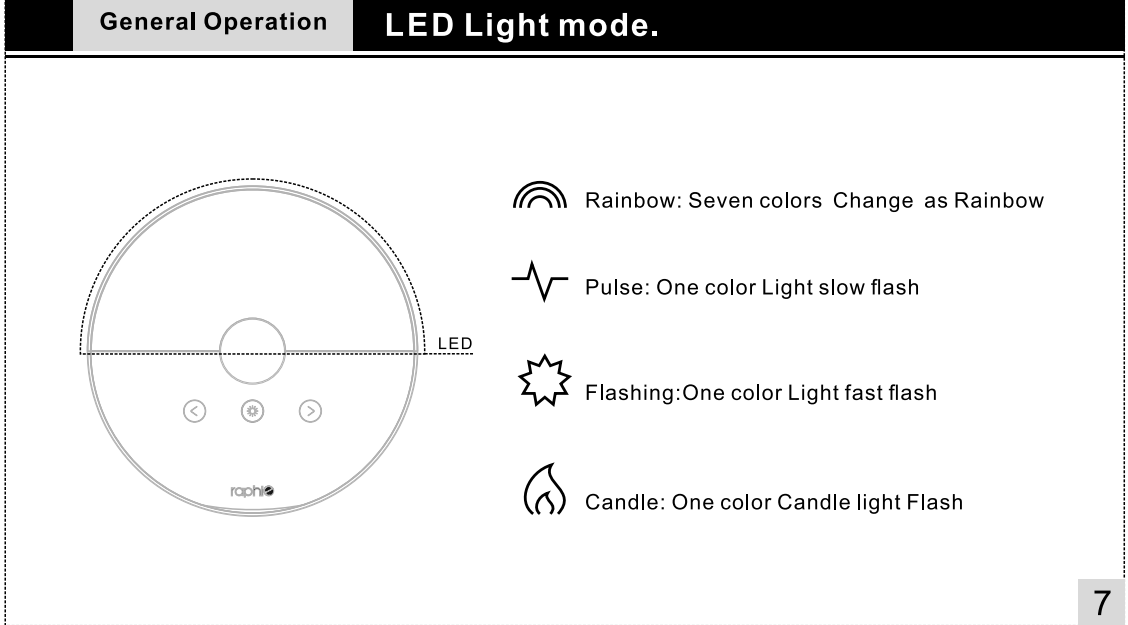 General Operation
LED Light mode.
Rainbow: Seven colors Change as Rainbow
Pulse: One color Light slow flash
LED
Flashing:One color Light fast flash
raphie
Candle: One color Candle light Flash
7